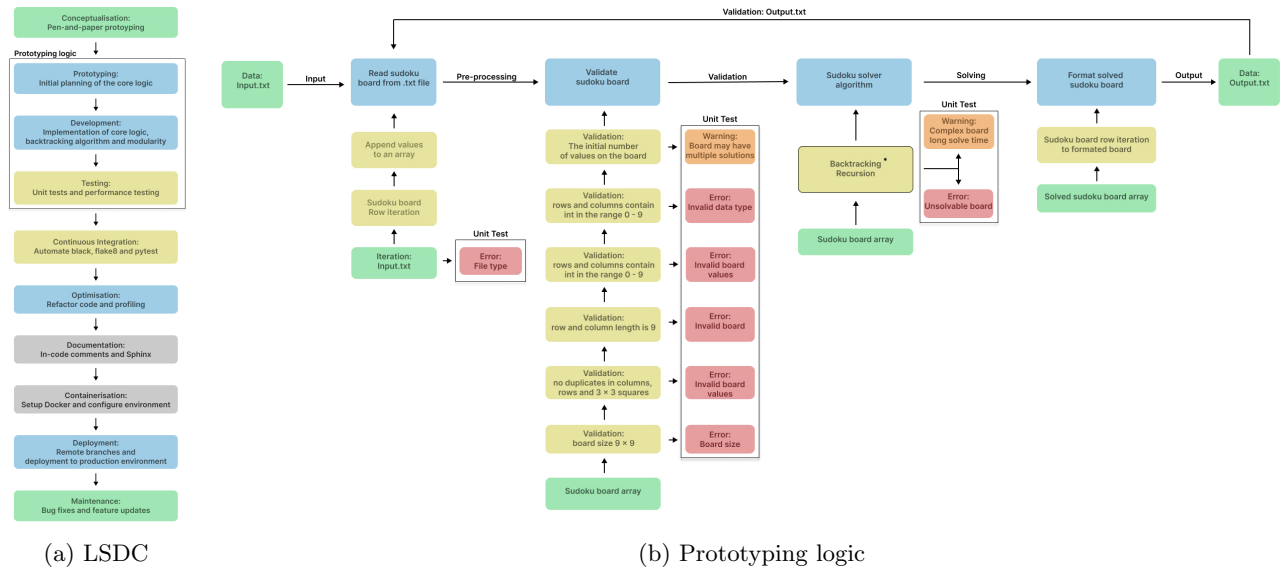 Conceptualisation:
Pen-and-paper protoyping
Prototyping logic
Prototyping:
Initial planning of the core logic
Development:
Implementation of core logic,
backtracking algorithm and modularity
Testing:
Unit tests and performance testing
Continuous Integration:
Automate black, flake8 and pytest
Optimisation:
Refactor code and profiling
Documentation:
In-code comments and Sphinx
Containerisation:
Setup Docker and configure environment
Deployment:
Remote branches and
deployment to production environment
Maintenance:
Bug fixes and feature updates
(a) LSDC
Validation: Output.txt
Data:
Input.txt
Input
Read sudoku
board from .txt file
Pre-processing
Validate
sudoku board
Validation
Sudoku solver
algorithm
Solving
Format solved
sudoku board
Output
Data:
Output.txt
Append values
to an array
Sudoku board
Row iteration
Iteration:
Input.txt
Unit Test
Error:
File type
Validation:
The initial number
of values on the board
Validation:
rows and columns contain
int in the range 0 - 9
Validation:
rows and columns contain
int in the range 0 - 9
Validation:
row and column length is 9
Validation:
no duplicates in columns,
rows and 3 × 3 squares
Validation:
board size 9 × 9
Sudoku board array
Unit Test
Warning:
Board may have
multiple solutions
Error:
Invalid data type
Error:
Invalid board
values
Error:
Invalid board
Error:
Invalid board
values
Error:
Board size
Backtracking *
Recursion
Sudoku board array
Unit Test
Warning:
Complex board
long solve time
Error:
Unsolvable board
Sudoku board row iteration
to formated board
Solved sudoku board array
(b) Prototyping logic